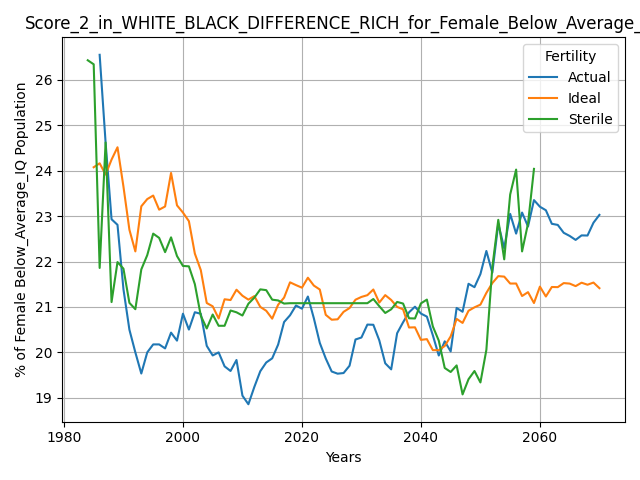 Score_2_in_WHITE_BLACK_DIFFERENCE_RICH_for_Female_Below_Average_
% of Female Below_Average_IQ Population
26
25
24
23
22
21
20
19
Fertility
Actual
Ideal
Sterile
1980
2000
2020
2040
2060
Years